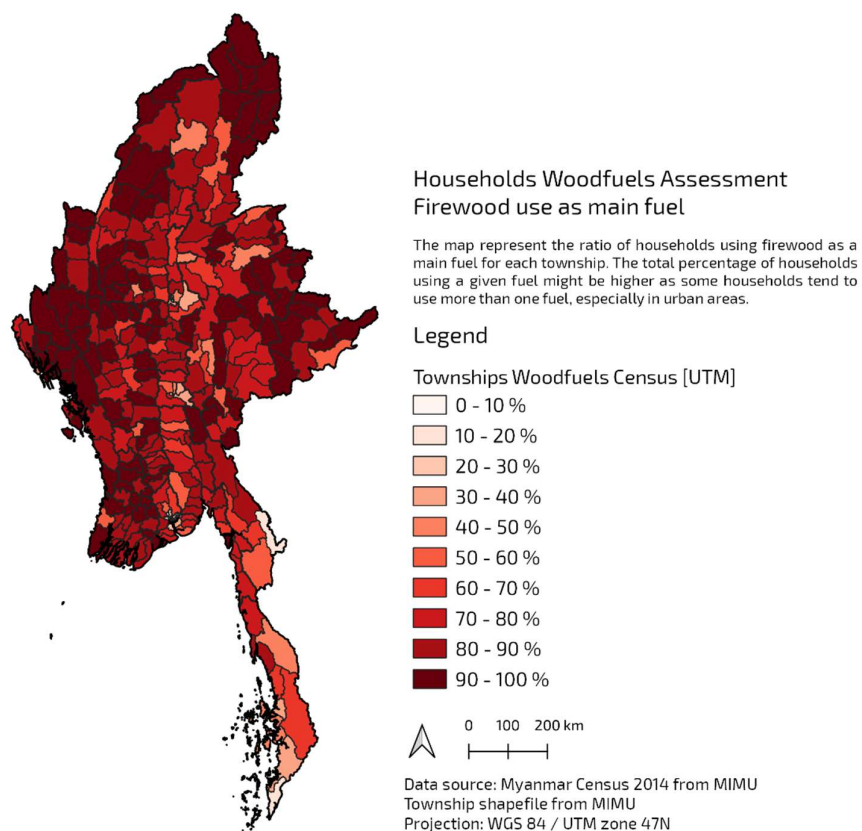 Households Woodfuels Assessment
Firewood use as main fuel
The map represent the ratio of households using firewood as a
main fuel for each township. The total percentage of households
using a given fuel might be higher as some households tend to
use more than one fuel, especially in urban areas.
Legend
Townships Woodfuels Census [UTM]
0 - 10 %
10 - 20 %
20 - 30 %
30 - 40 %
40 - 50 %
50 - 60 %
60 - 70 %
70 - 80 %
80 - 90 %
90 - 100 %
0 100 200 km
Data source: Myanmar Census 2014 from MIMU
Township shapefile from MIMU
Projection: WGS 84 / UTM zone 47N